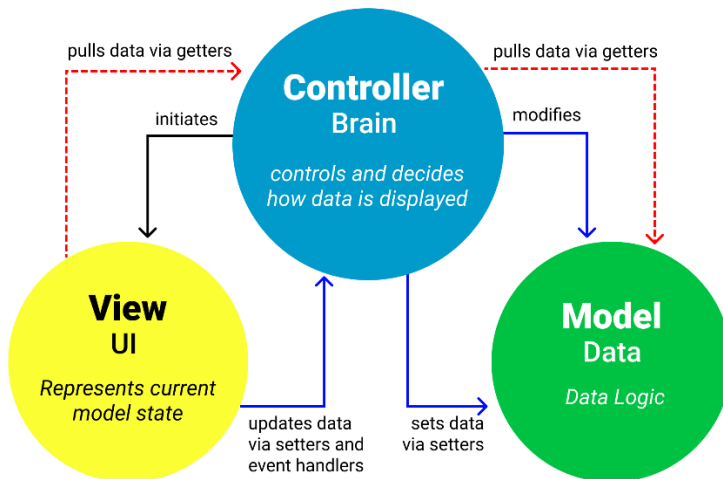 pulls data via getters
pulls data via getters
Controller
Brain
controls and decides
how data is displayed
initiates
modifies
View
UI
Represents current
model state
Model
Data
Data Logic
updates data
via setters and
event handlers
sets data
via setters